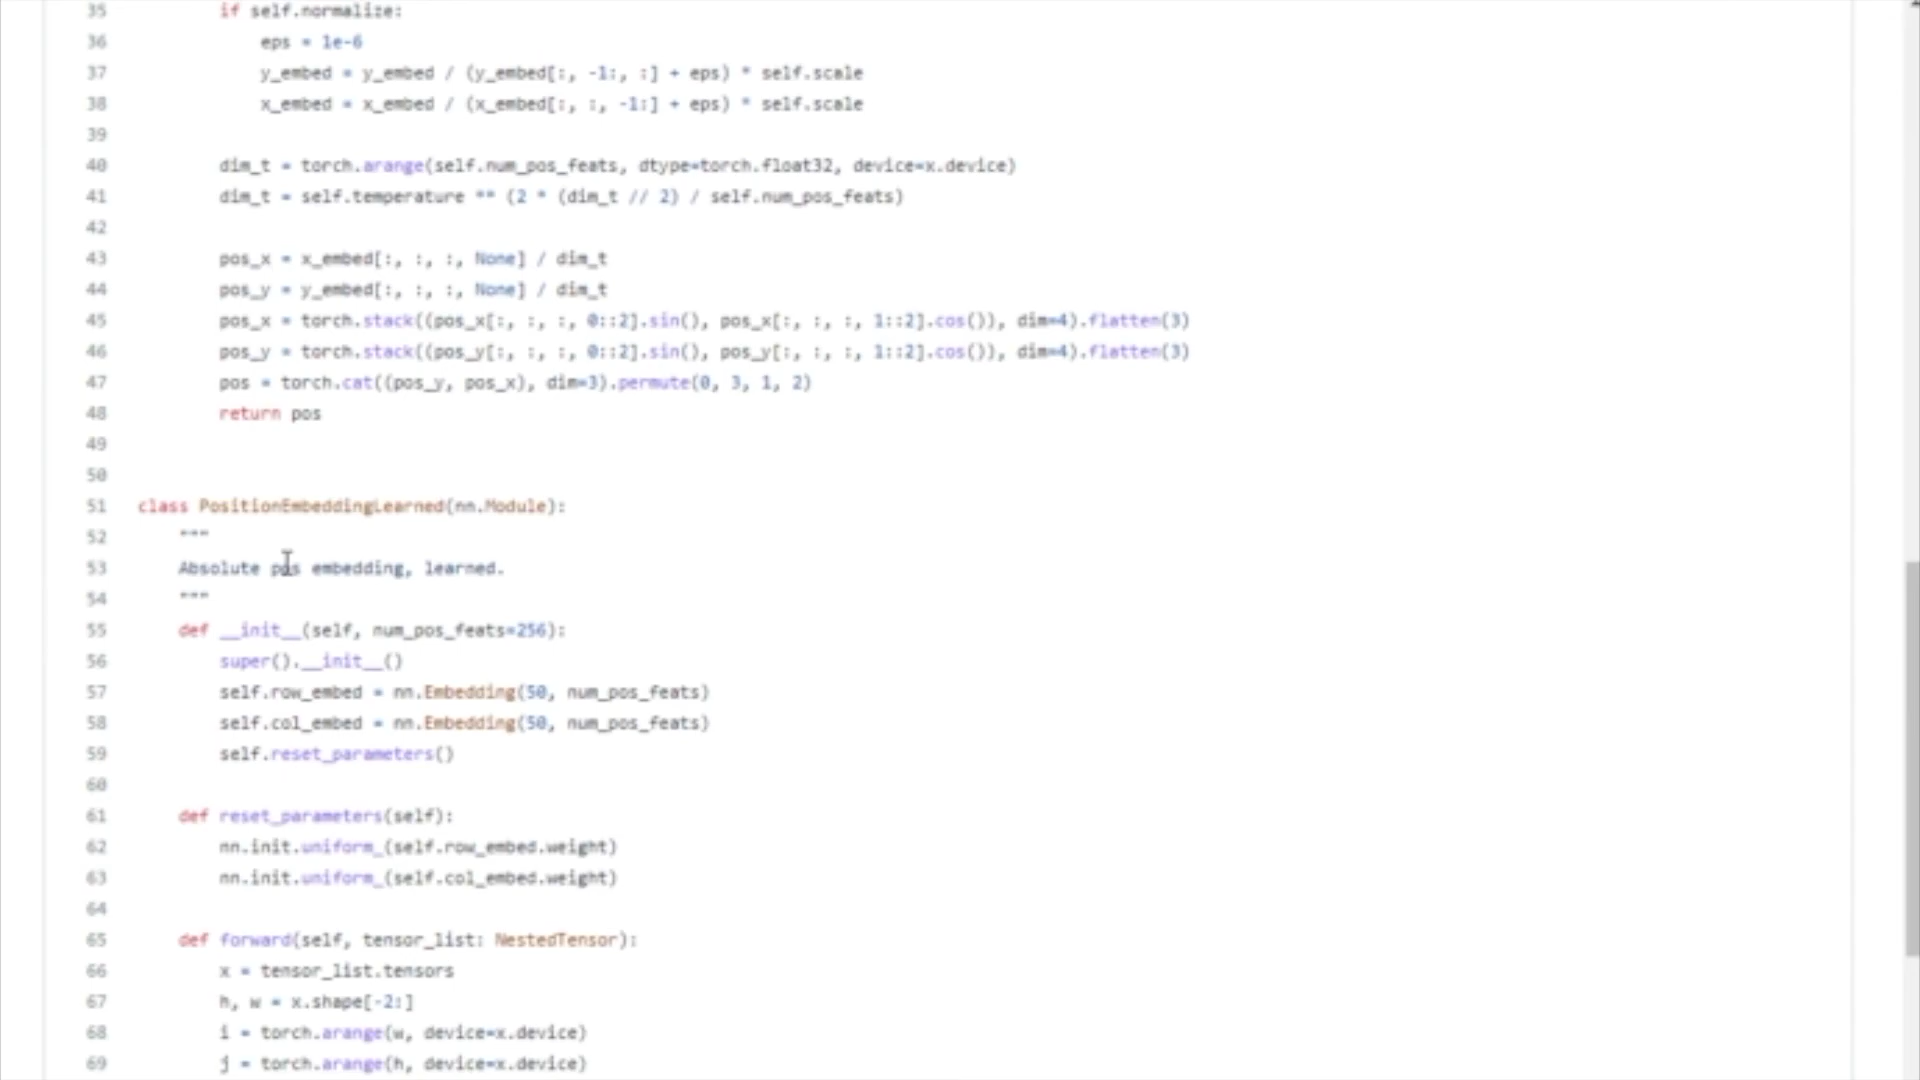 35 if self.normalize:
36 eps = 1e-6
37 y_embed = y_embed / (y_embed[:, -1:, :] + eps) * self.scale
38 x_embed = x_embed / (x_embed[:, :, -1:] + eps) * self.scale
39
40 dim_t = torch.arange(self.num_pos_feats, dtype=torch.float32, device=x.device)
41 dim_t = self.temperature ** (2 * (dim_t // 2) / self.num_pos_feats)
42
43 pos_x = x_embed[:, :, :, None] / dim_t
44 pos_y = y_embed[:, :, :, None] / dim_t
45 pos_x = torch.stack((pos_x[:, :, :, 0::2].sin(), pos_x[:, :, :, 1::2].cos()), dim=4).flatten(3)
46 pos_y = torch.stack((pos_y[:, :, :, 0::2].sin(), pos_y[:, :, :, 1::2].cos()), dim=4).flatten(3)
47 pos = torch.cat((pos_y, pos_x), dim=3).permute(0, 3, 1, 2)
48 return pos
49
50
51 class PositionEmbeddingLearned(nn.Module):
52 """
53 Absolute pos embedding, learned.
54 """
55 def __init__(self, num_pos_feats=256):
56 super().__init__()
57 self.row_embed = nn.Embedding(50, num_pos_feats)
58 self.col_embed = nn.Embedding(50, num_pos_feats)
59 self.reset_parameters()
60
61 def reset_parameters(self):
62 nn.init.uniform_(self.row_embed.weight)
63 nn.init.uniform_(self.col_embed.weight)
64
65 def forward(self, tensor_list: NestedTensor):
66 x = tensor_list.tensors
67 h, w = x.shape[-2:]
68 i = torch.arange(w, device=x.device)
69 j = torch.arange(h, device=x.device)